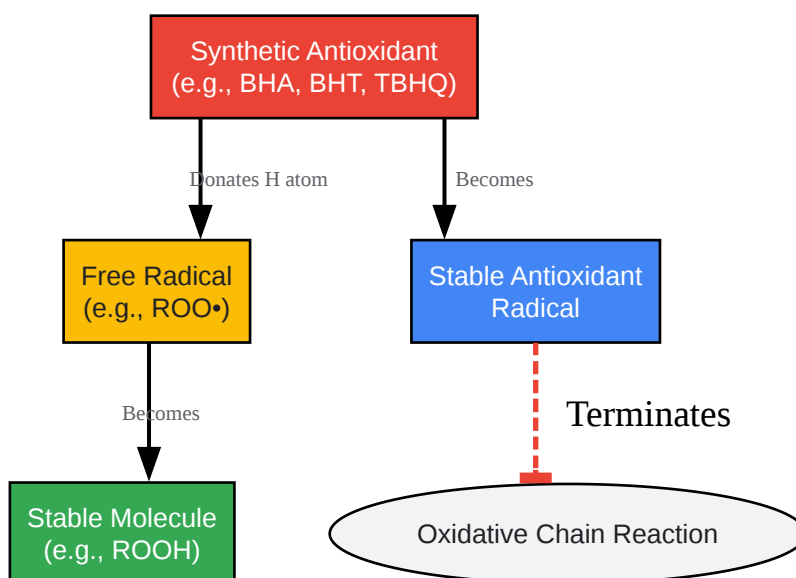 Synthetic Antioxidant
(e.g., BHA, BHT, TBHQ)
Donates H atom
Becomes
Free Radical
(e.g., ROO•)
Stable Antioxidant
Radical
Becomes
Terminates
Stable Molecule
(e.g., ROOH)
Oxidative Chain Reaction